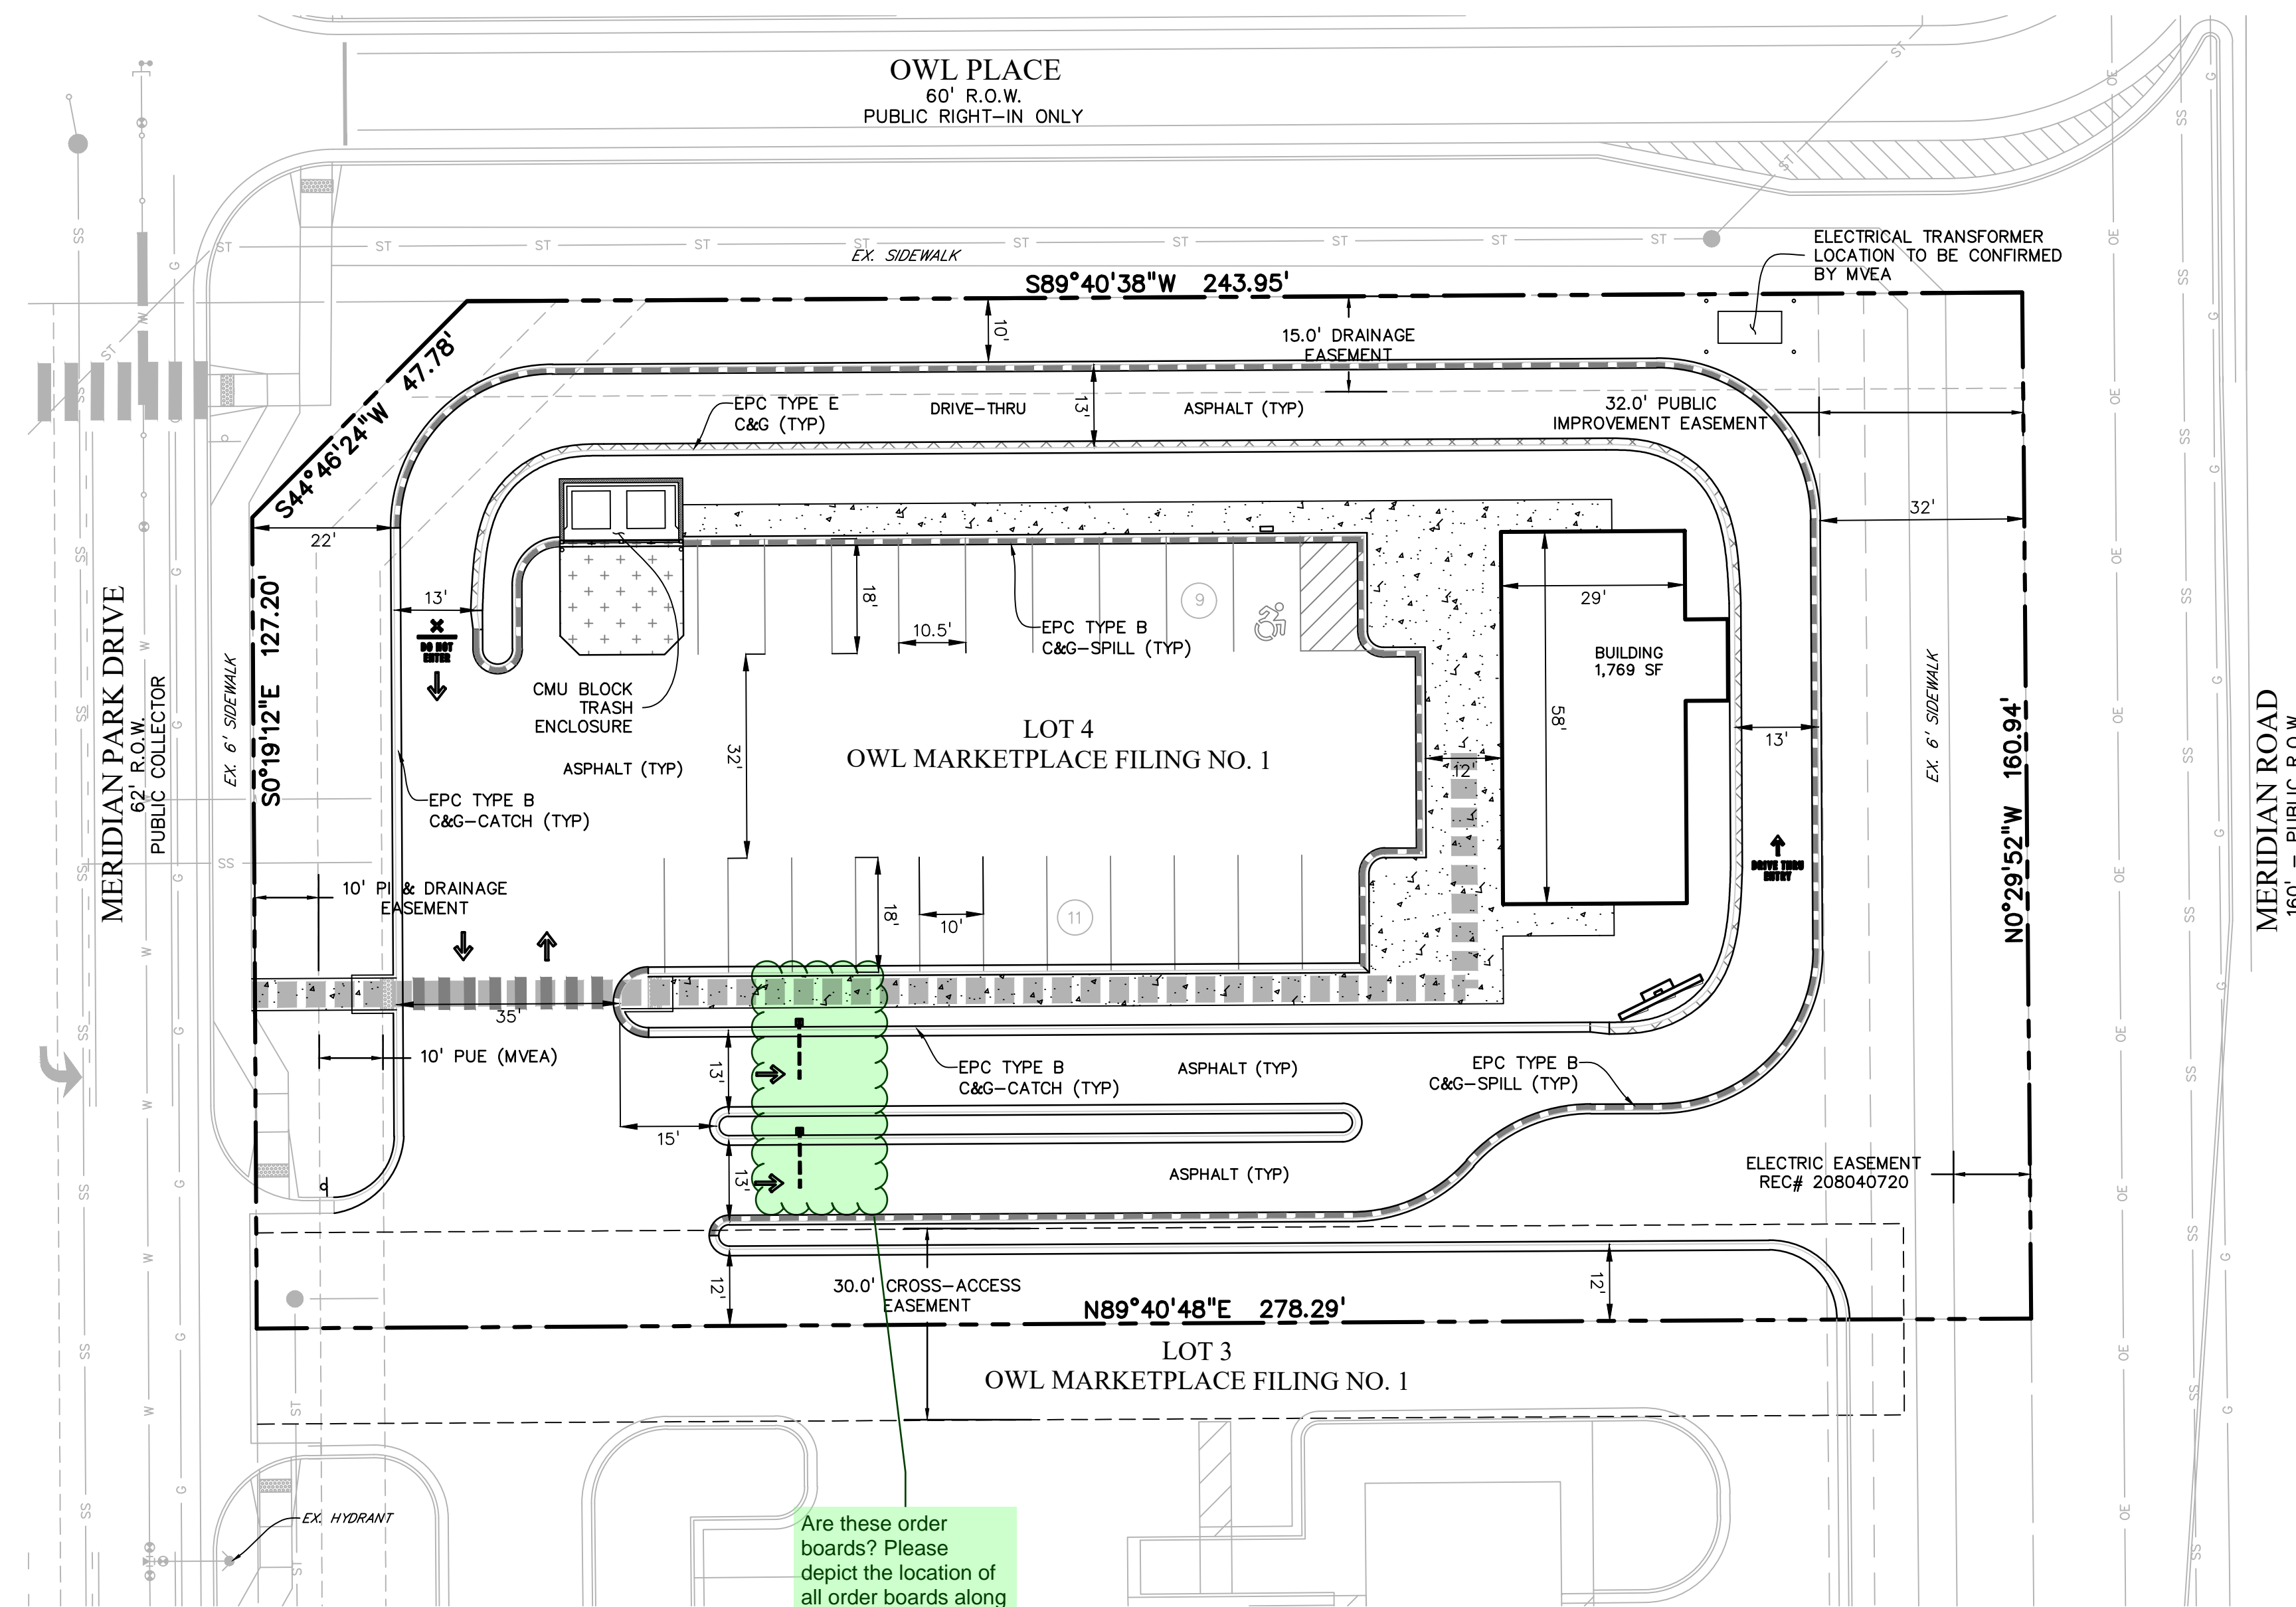 OWL PLACE
60' R.O.W.
PUBLIC RIGHT-IN ONLY
EX. SIDEWALK
S89°40'38"W 243.95'
ELECTRICAL TRANSFORMER
LOCATION TO BE CONFIRMED
BY MVEA
10'
15.0' DRAINAGE
EASEMENT
S44°46'24"W 47.78'
EPC TYPE E
C&G (TYP)
DRIVE-THRU
13'
ASPHALT (TYP)
32.0' PUBLIC
IMPROVEMENT EASEMENT
22'
32'
13'
DO NOT
ENTER
18'
10.5'
9
EPC TYPE B
C&G-SPILL (TYP)
29'
BUILDING
1,769 SF
58'
CMU BLOCK
TRASH
ENCLOSURE
32'
LOT 4
OWL MARKETPLACE FILING NO. 1
ASPHALT (TYP)
12'
13'
MERIDIAN PARK DRIVE
62' R.O.W.
PUBLIC COLLECTOR
EX. 6' SIDEWALK
S0°19'12"E 127.20'
EPC TYPE B
C&G-CATCH (TYP)
EX. 6' SIDEWALK
N0°29'52"W 160.94'
MERIDIAN ROAD
160' - PUBLIC R.O.W.
DRIVE THRU
ENTRY
10' PI & DRAINAGE
EASEMENT
18'
10'
11
35'
10' PUE (MVEA)
13'
EPC TYPE B
C&G-CATCH (TYP)
ASPHALT (TYP)
EPC TYPE B
C&G-SPILL (TYP)
15'
13'
ASPHALT (TYP)
ELECTRIC EASEMENT
REC# 208040720
12'
30.0' CROSS-ACCESS
EASEMENT
N89°40'48"E 278.29'
12'
LOT 3
OWL MARKETPLACE FILING NO. 1
EX. HYDRANT
Are these order
boards? Please
depict the location of
all order boards along